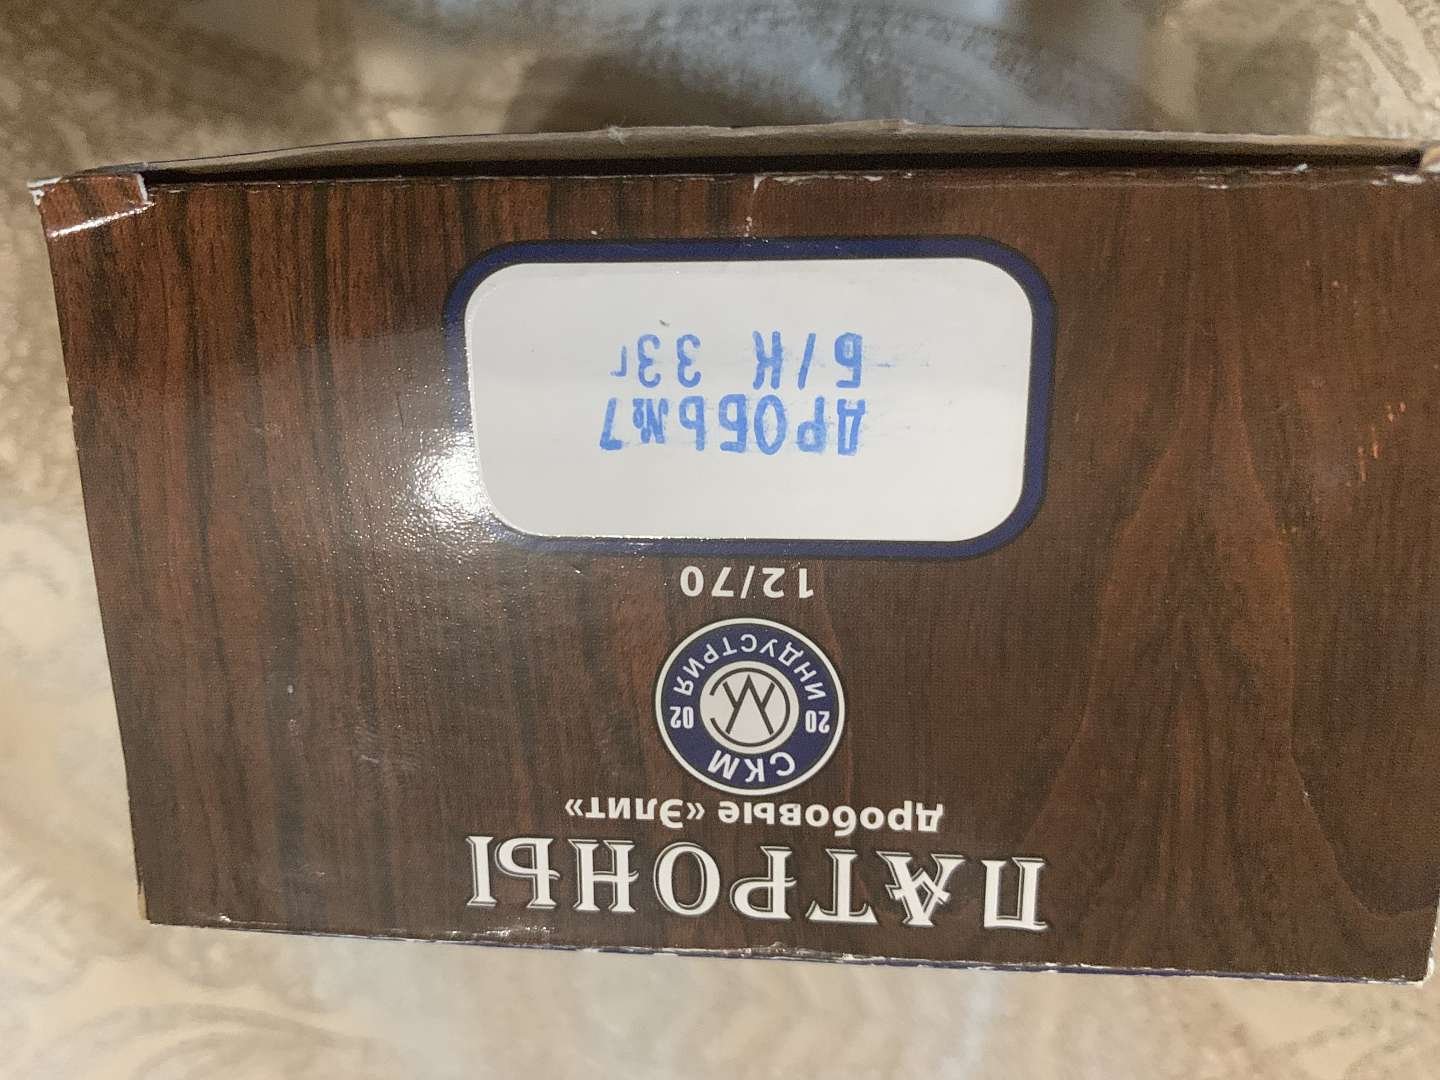 ПАТРОНЫ
дробовые «Элит»
СКМ
20 02
ИНДУСТРИЯ
12/70
ДРОБЬ№7
Б/К 33г